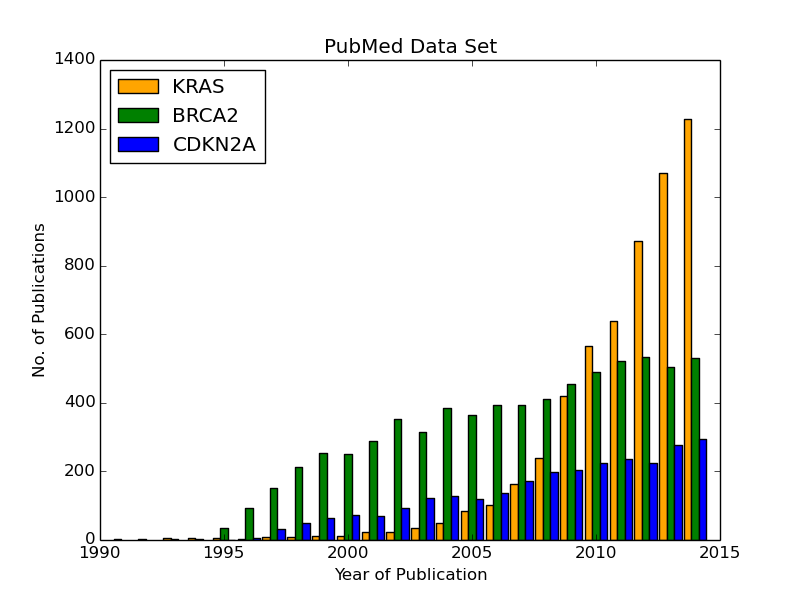 PubMed Data Set
KRAS
BRCA2
CDKN2A
No. of Publications
1400
1200
1000
800
600
400
200
0
1990
1995
2000
2005
2010
2015
Year of Publication